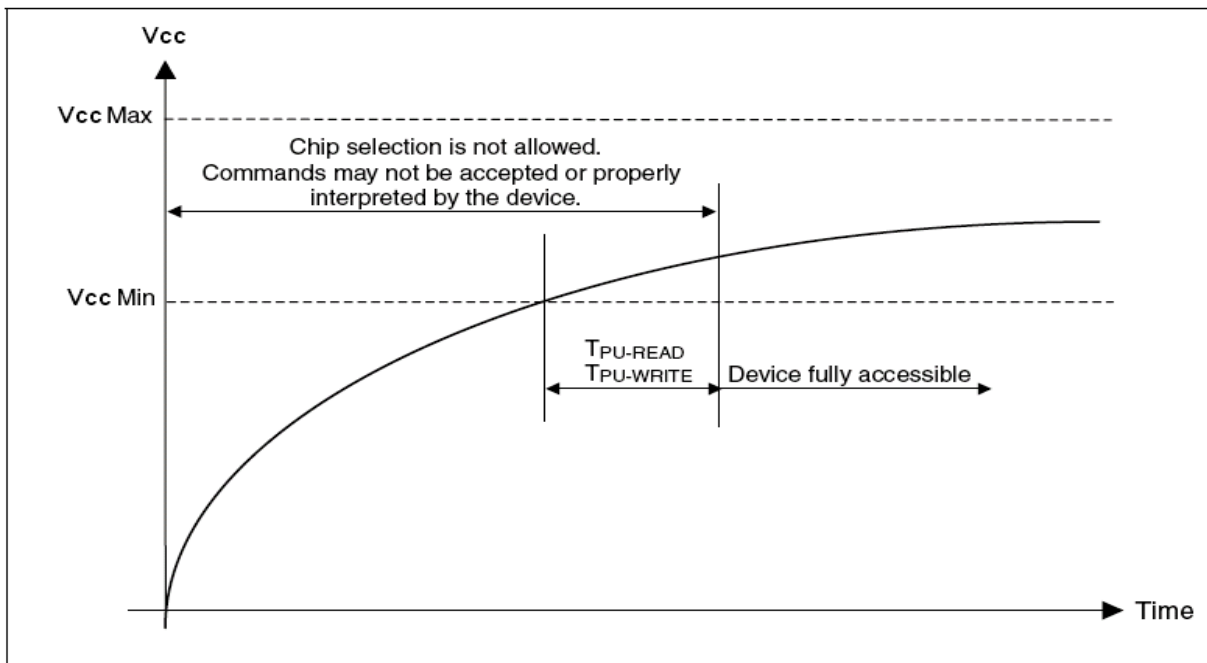 Vcc
Vcc Max
Chip selection is not allowed.
Commands may not be accepted or properly
interpreted by the device.
Vcc Min
TPU-READ
TPU-WRITE
Device fully accessible
Time